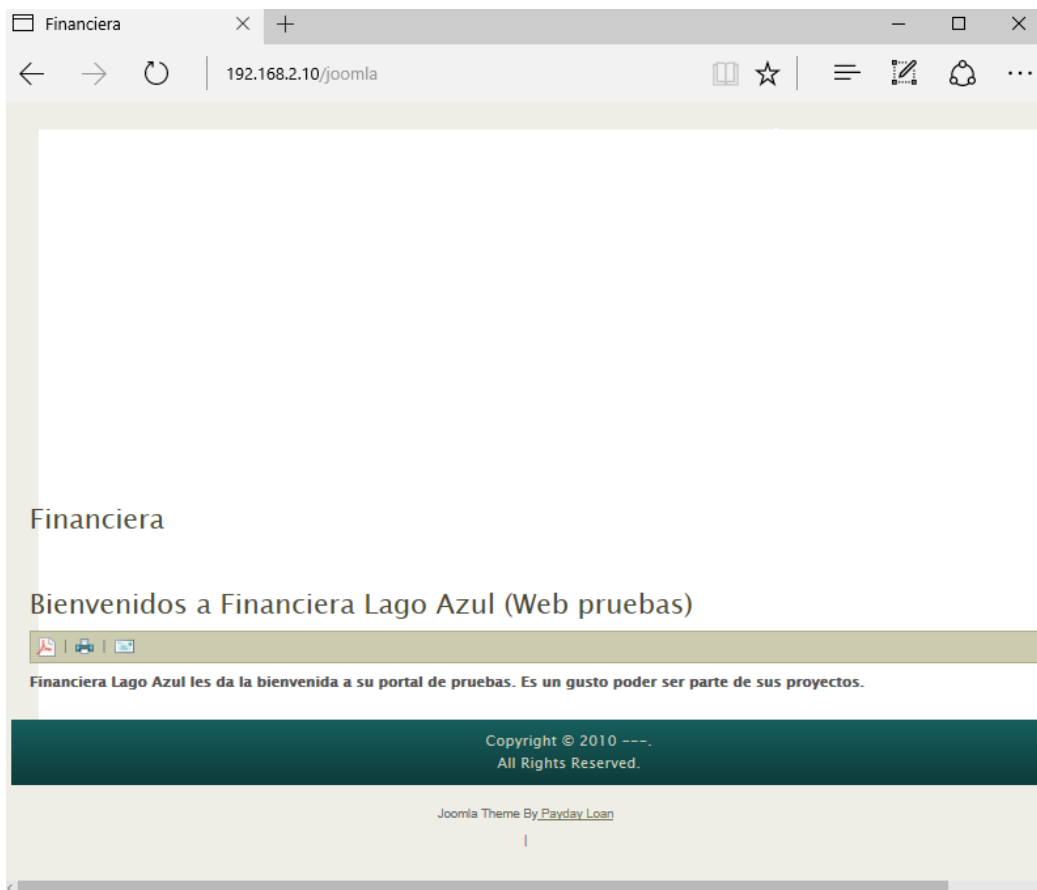 Financiera
192.168.2.10/joomla
Financiera
Bienvenidos a Financiera Lago Azul (Web pruebas)
| |
Financiera Lago Azul les da la bienvenida a su portal de pruebas. Es un gusto poder ser parte de sus proyectos.
Copyright © 2010 ---.
All Rights Reserved.
Joomla Theme By Payday Loan
|